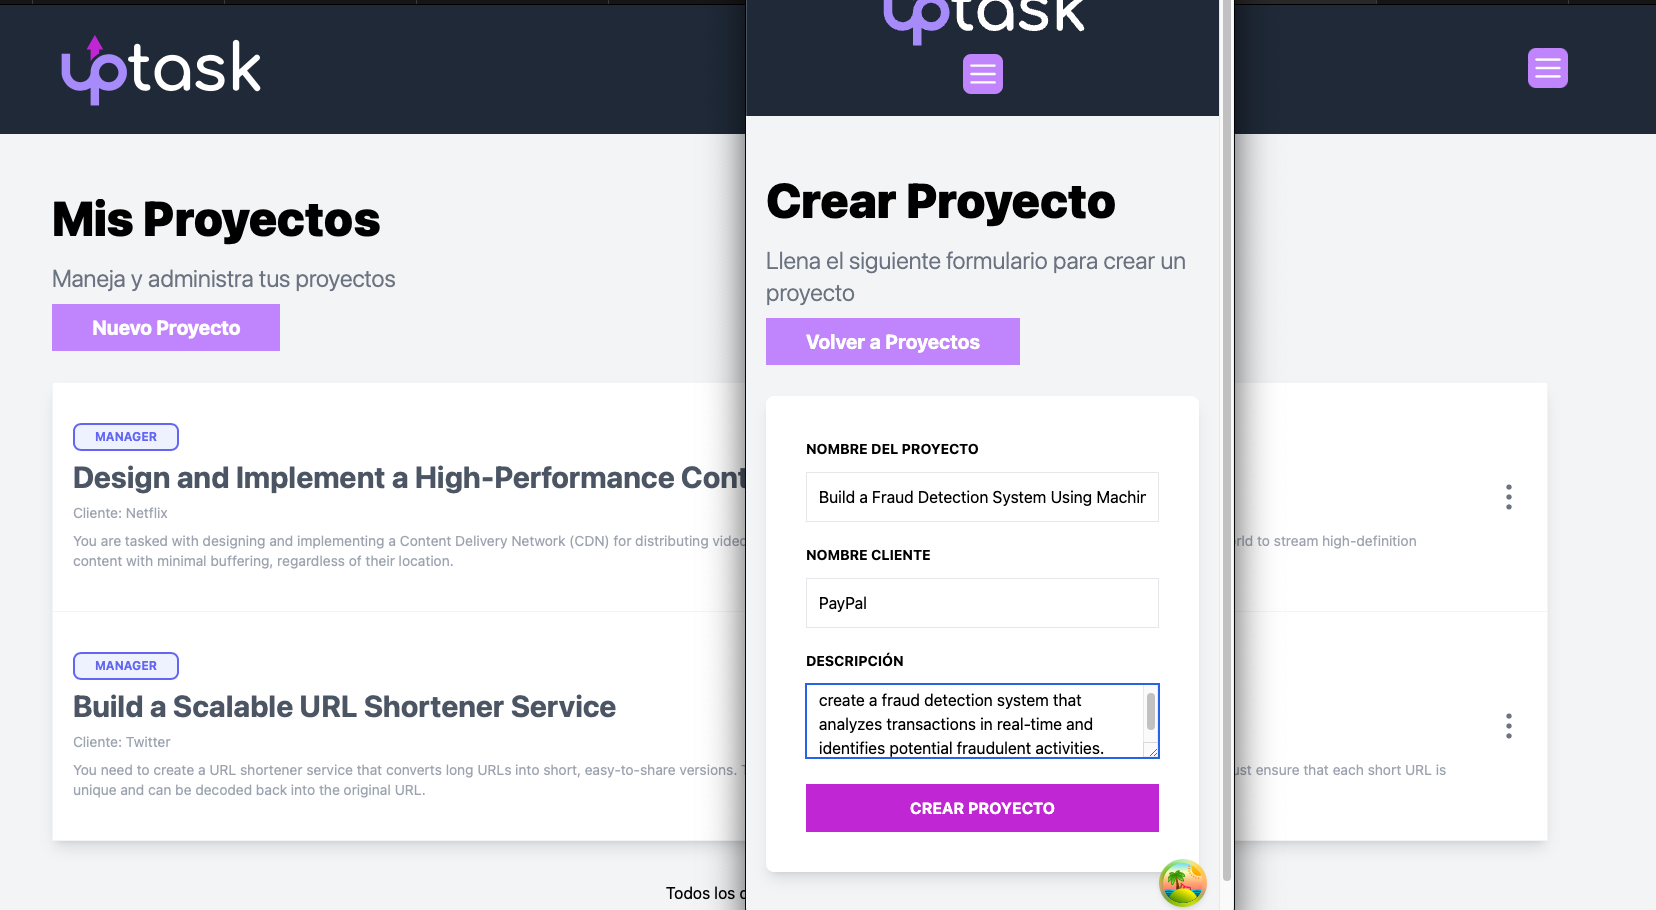 uptask
Mis Proyectos
Maneja y administra tus proyectos
Nuevo Proyecto
MANAGER
Design and Implement a High-Performance Cont
Cliente: Netflix
You are tasked with designing and implementing a Content Delivery Network (CDN) for distributing
content with minimal buffering, regardless of their location.
to stream high-definition
MANAGER
Build a Scalable URL Shortener Service
Cliente: Twitter
You need to create a URL shortener service that converts long URLs into short, easy-to-share versions.
unique and can be decoded back into the original URL.
ensure that each short URL is
Todos los
uptask
Crear Proyecto
Llena el siguiente formulario para crear un
proyecto
Volver a Proyectos
NOMBRE DEL PROYECTO
Build a Fraud Detection System Using Machin
NOMBRE CLIENTE
PayPal
DESCRIPCIÓN
create a fraud detection system that
analyzes transactions in real-time and
identifies potential fraudulent activities.
CREAR PROYECTO